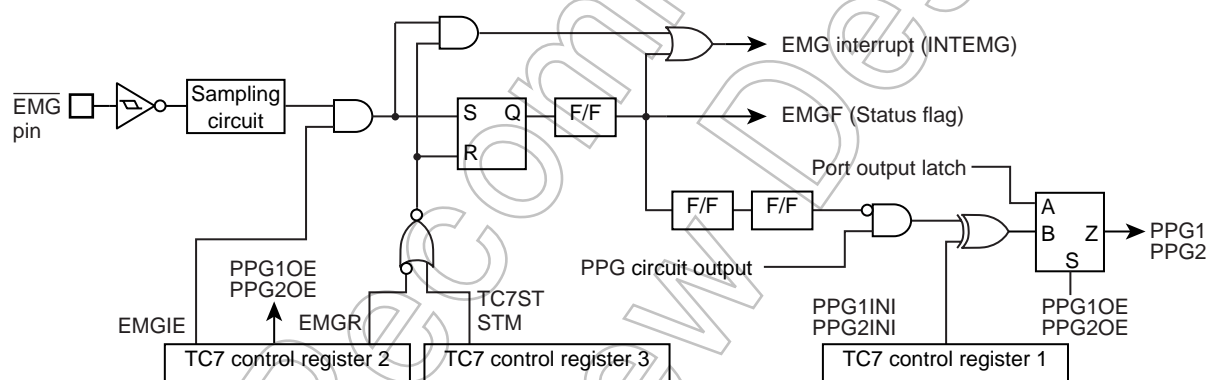 EMG interrupt (INTEMG)
EMG
pin
Sampling
circuit
S
Q
R
F/F
EMGF (Status flag)
Port output latch
F/F
F/F
A
B
Z
S
PPG1
PPG2
PPG circuit output
PPG1OE
PPG2OE
EMGIE
EMGR
TC7ST
STM
PPG1INI
PPG2INI
PPG1OE
PPG2OE
TC7 control register 2
TC7 control register 3
TC7 control register 1